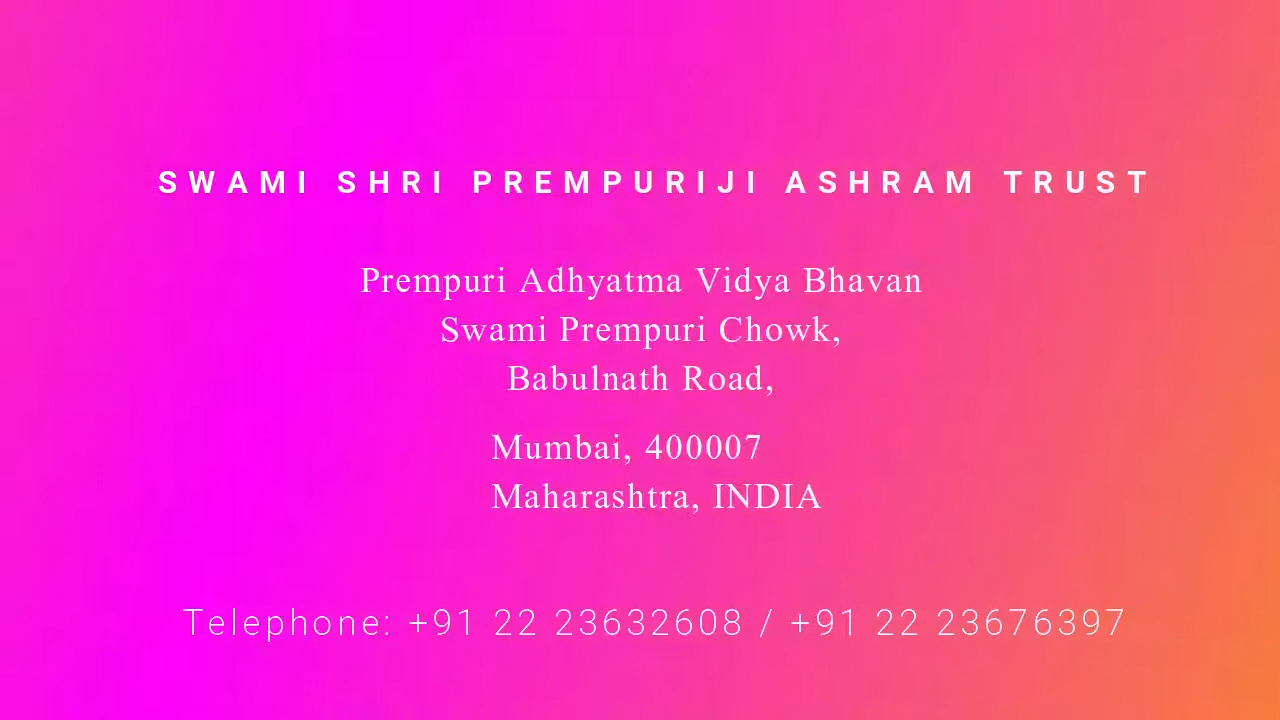 SWAMI SHRI PREMPURIJI ASHRAM TRUST
Prempuri Adhyatma Vidya Bhavan
Swami Prempuri Chowk,
Babulnath Road,
Mumbai, 400007
Maharashtra, INDIA
Telephone: +91 22 23632608 / +91 22 23676397